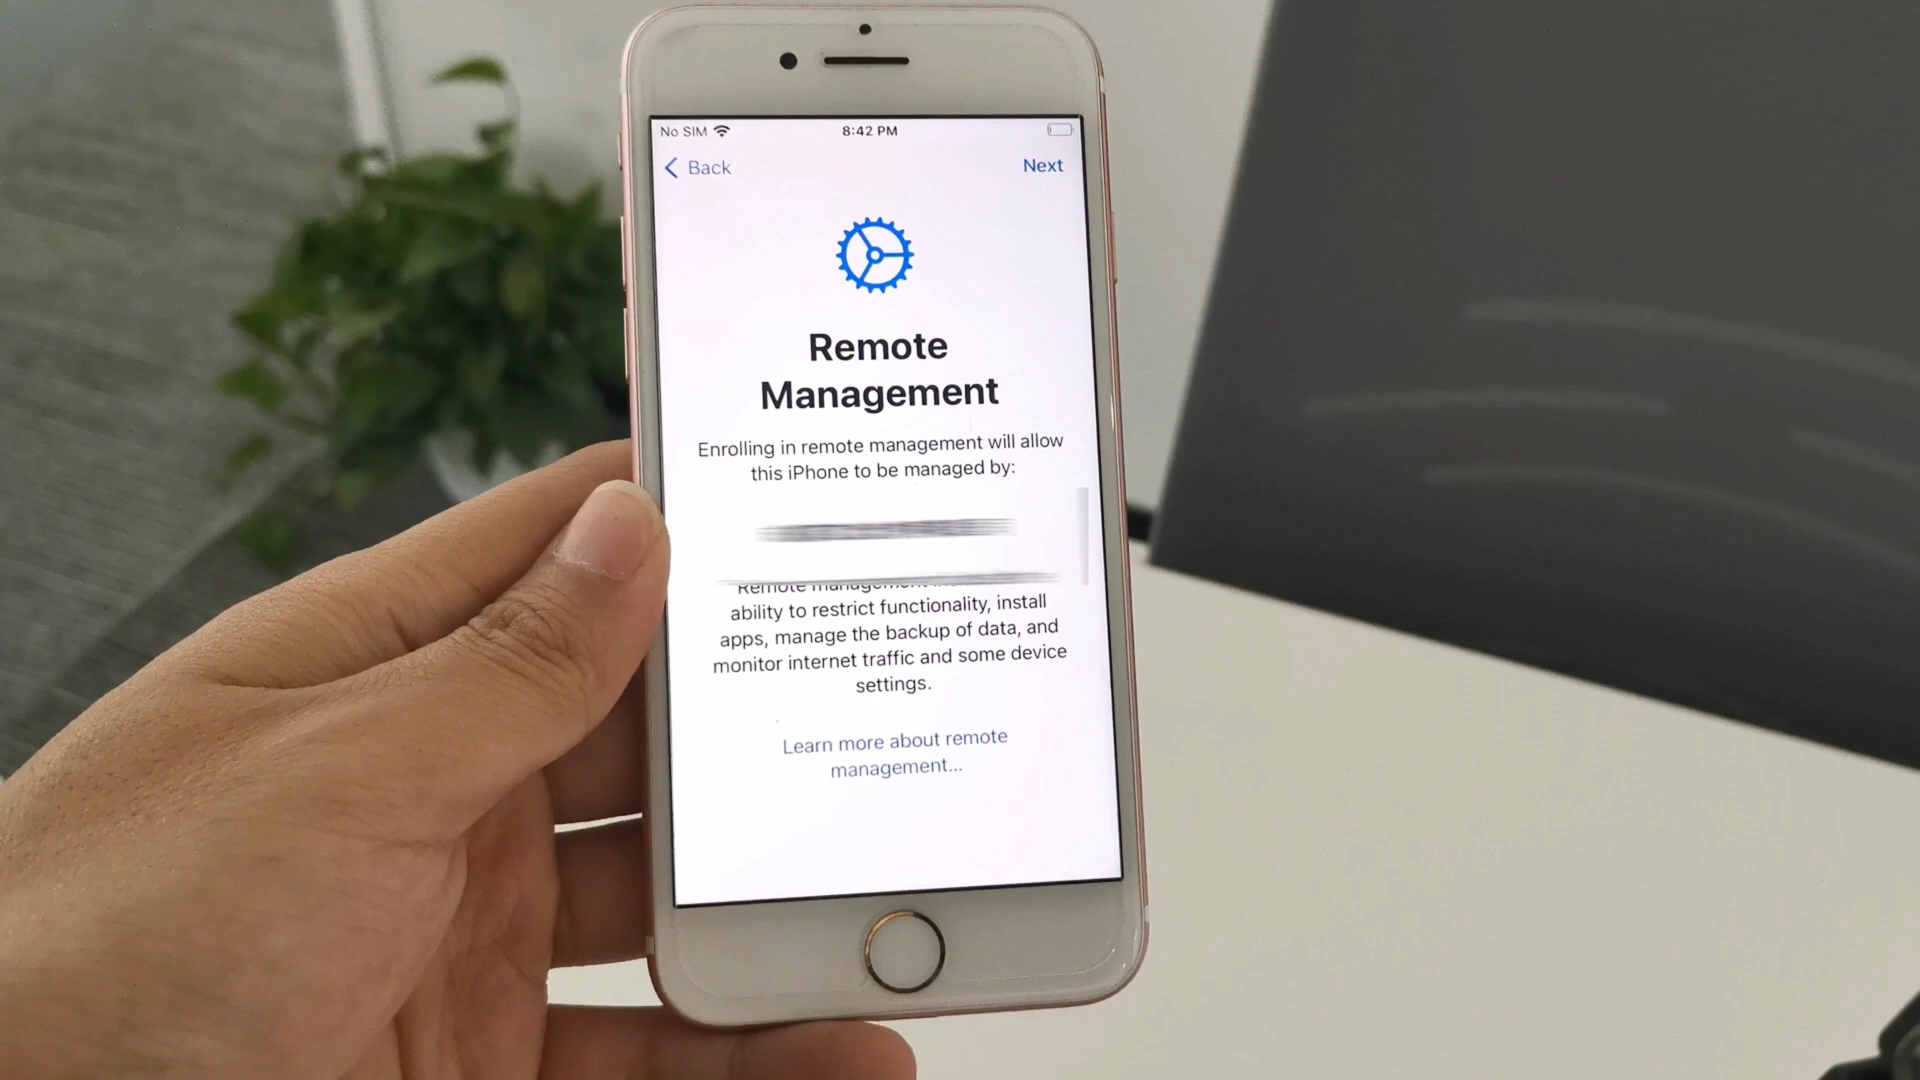 No SIM 8:42 PM
Back Next
Remote
Management
Enrolling in remote management will allow
this iPhone to be managed by:
Remote management
ability to restrict functionality, install
apps, manage the backup of data, and
monitor internet traffic and some device
settings.
Learn more about remote
management...